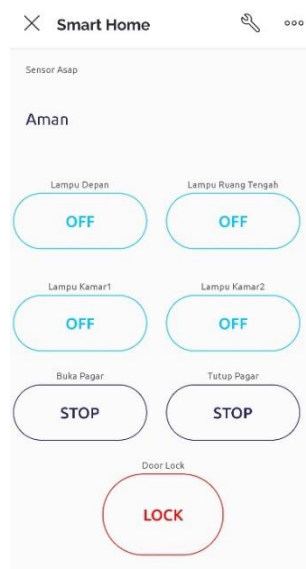 Smart Home
Sensor Asap
Aman
Lampu Depan
Lampu Ruang Tengah
OFF
OFF
Lampu Kamar1
Lampu Kamar2
OFF
OFF
Buka Pagar
Tutup Pagar
STOP
STOP
Door Lock
LOCK